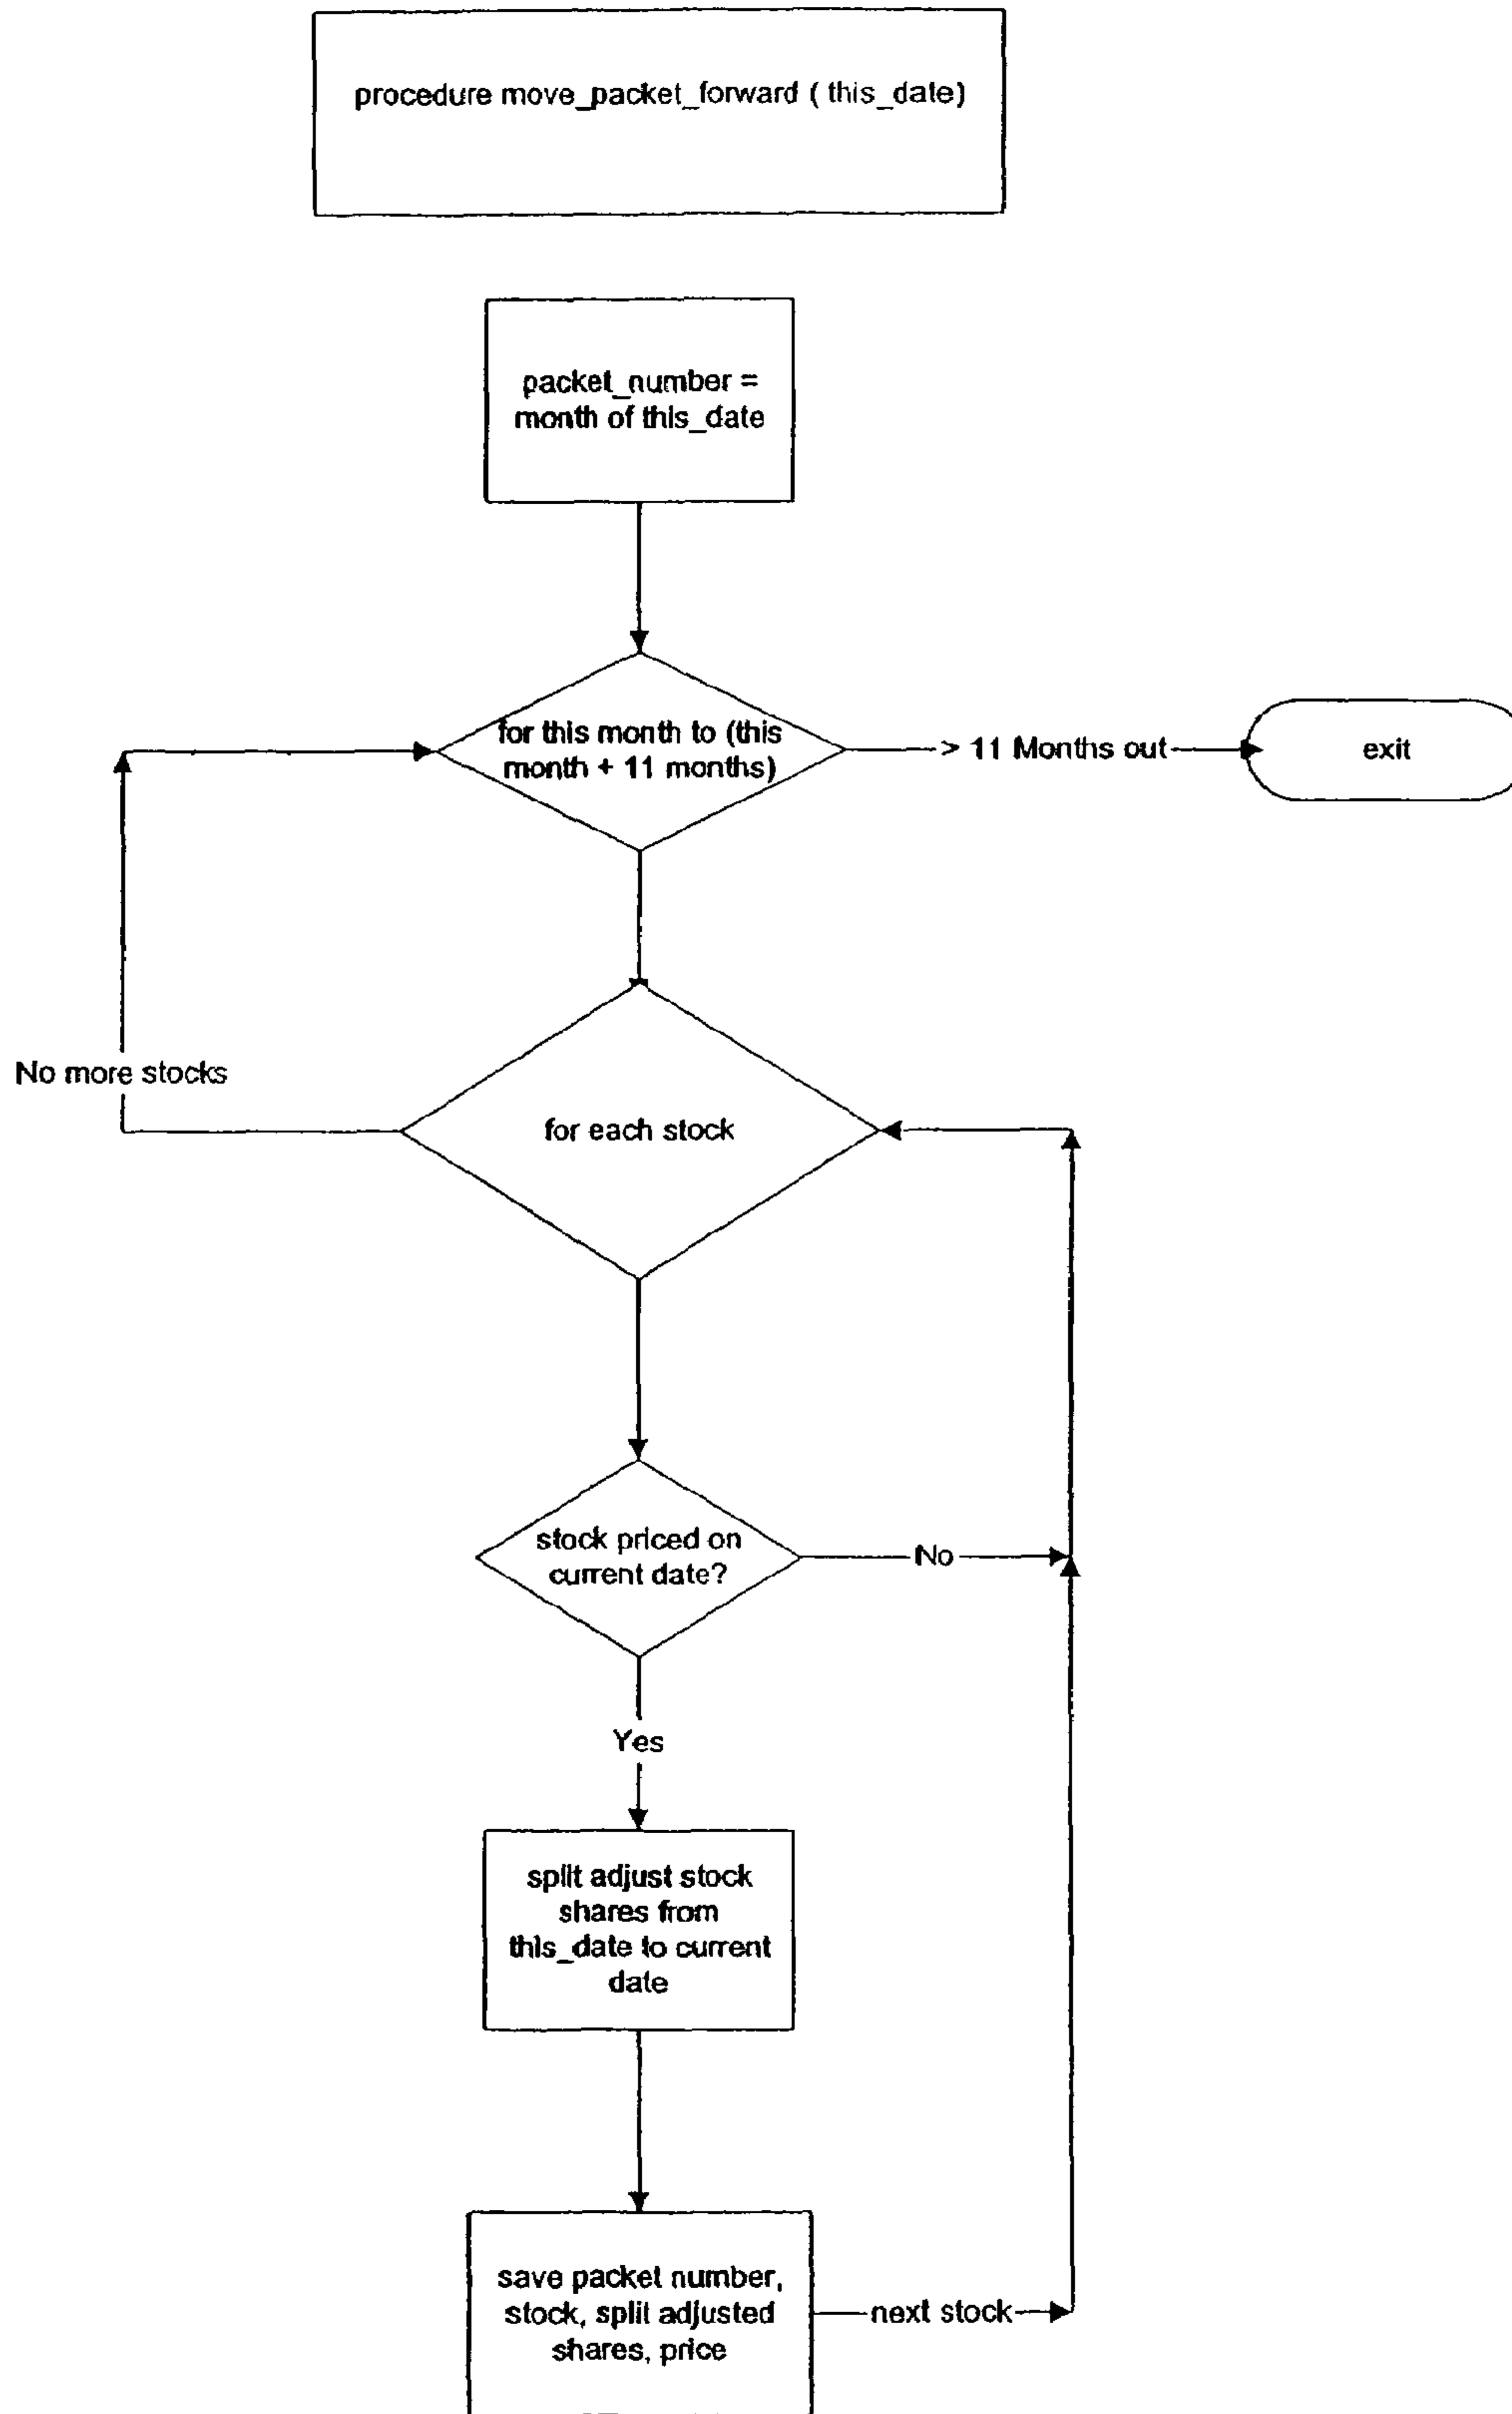 procedure move_packet_forward ( this_date)
packet_number =
month of this_date
for this month to (this
month + 11 months)
> 11 Months out
exit
No more stocks
for each stock
stock priced on
current date?
No
Yes
split adjust stock
shares from
this_date to current
date
save packet number,
stock, split adjusted
shares, price
next stock